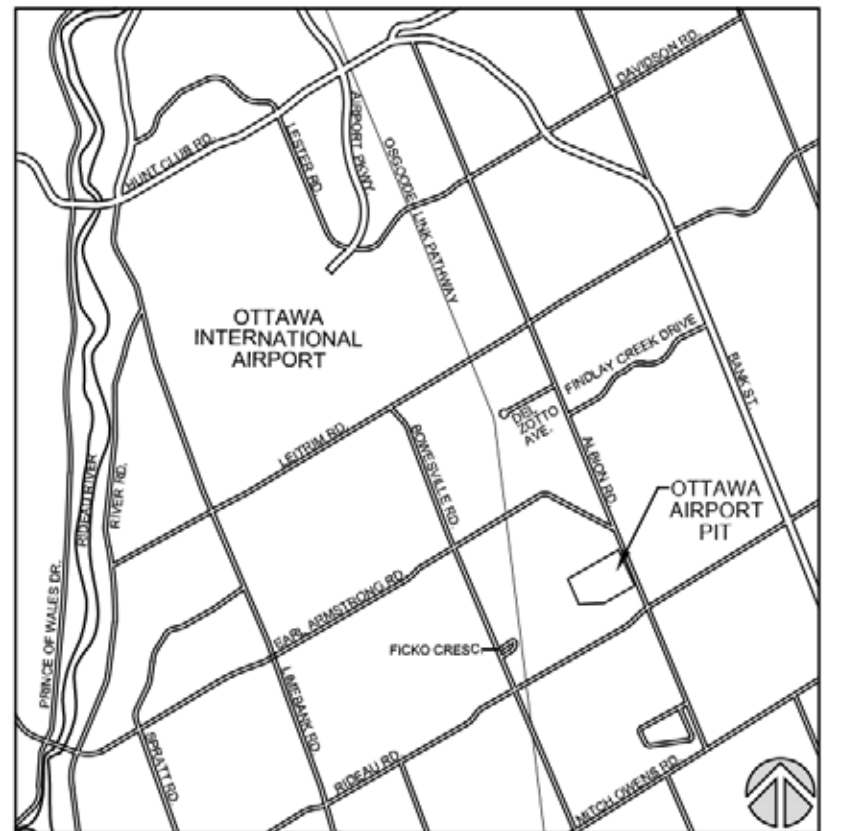 DAVIDSON RD.
HUNT CLUB RD.
LESTER RD.
AIRPORT PKWY.
OSGOODE LINK PATHWAY
OTTAWA
INTERNATIONAL
AIRPORT
FINDLAY CREEK DRIVE
BANK ST.
DEL
ZOTTO
AVE.
LEITRIM RD.
BOWESVILLE RD.
ALBION RD.
RIDEAU RIVER
RIVER RD.
OTTAWA
AIRPORT
PIT
PRINCE OF WALES DR.
EARL ARMSTRONG RD.
FICKO CRESC.
LIMEBANK RD.
SPRATT RD.
RIDEAU RD.
MITCH OWENS RD.